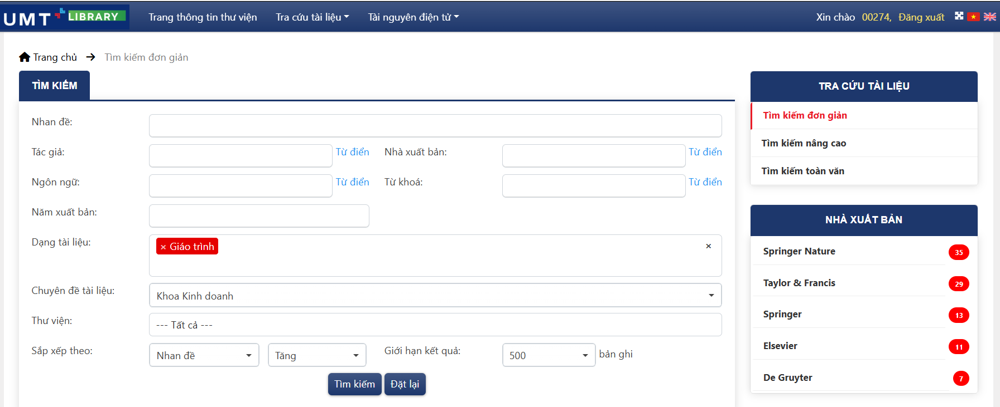 UMT LIBRARY Trang thông tin thư viện Tra cứu tài liệu Tài nguyên điện tử Xin chào 00274, Đăng xuất
Trang chủ → Tìm kiếm đơn giản
TÌM KIẾM
Nhan đề:
Tác giả: Từ điển Nhà xuất bản: Từ điển
Ngôn ngữ: Từ điển Từ khoá: Từ điển
Năm xuất bản:
Dạng tài liệu: × Giáo trình ×
Chuyên đề tài liệu: Khoa Kinh doanh
Thư viện: --- Tất cả ---
Sắp xếp theo: Nhan đề Tăng Giới hạn kết quả: 500 bản ghi
Tìm kiếm Đặt lại
TRA CỨU TÀI LIỆU
Tìm kiếm đơn giản
Tìm kiếm nâng cao
Tìm kiếm toàn văn
NHÀ XUẤT BẢN
Springer Nature 35
Taylor & Francis 29
Springer 13
Elsevier 11
De Gruyter 7